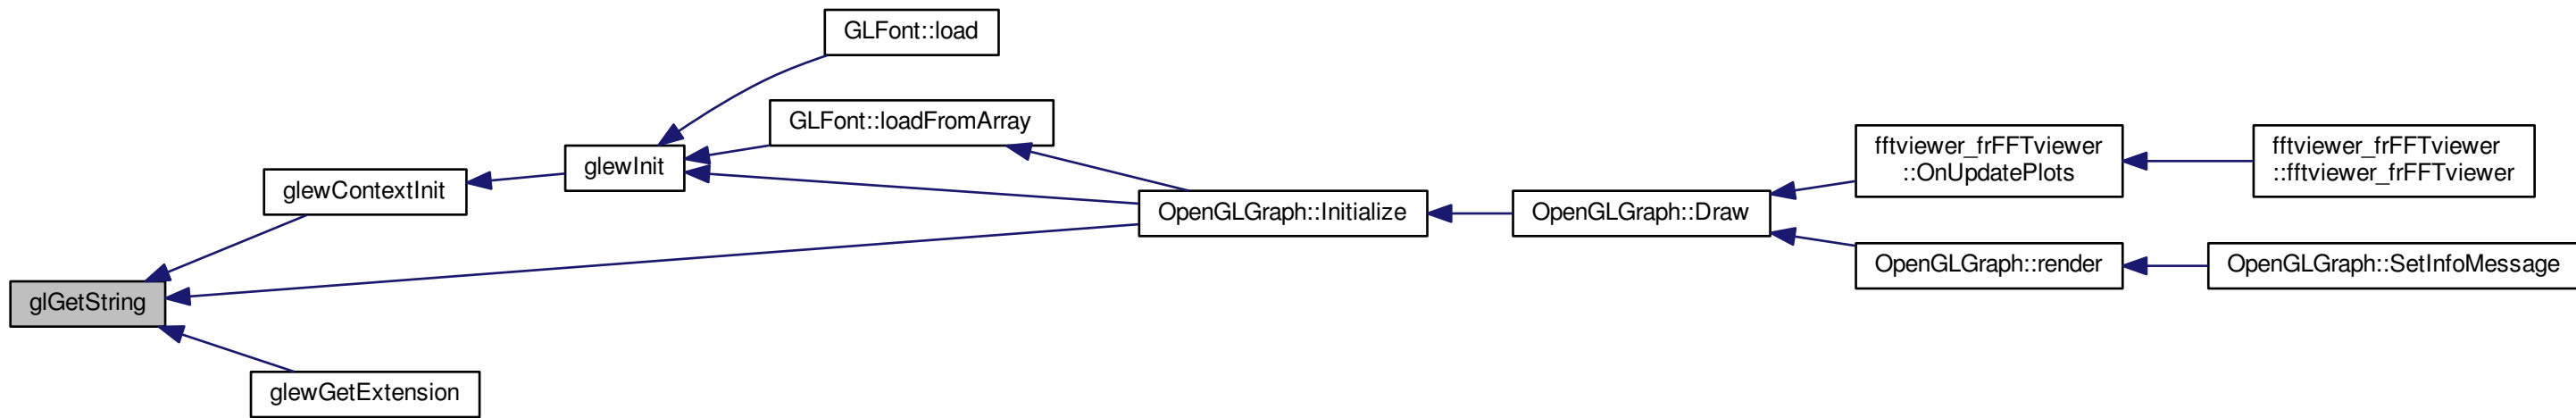 GLFont::load
GLFont::loadFromArray
fftviewer_frFFTviewer
::OnUpdatePlots
fftviewer_frFFTviewer
::fftviewer_frFFTviewer
glewInit
glewContextInit
OpenGLGraph::Initialize
OpenGLGraph::Draw
OpenGLGraph::render
OpenGLGraph::SetInfoMessage
glGetString
glewGetExtension